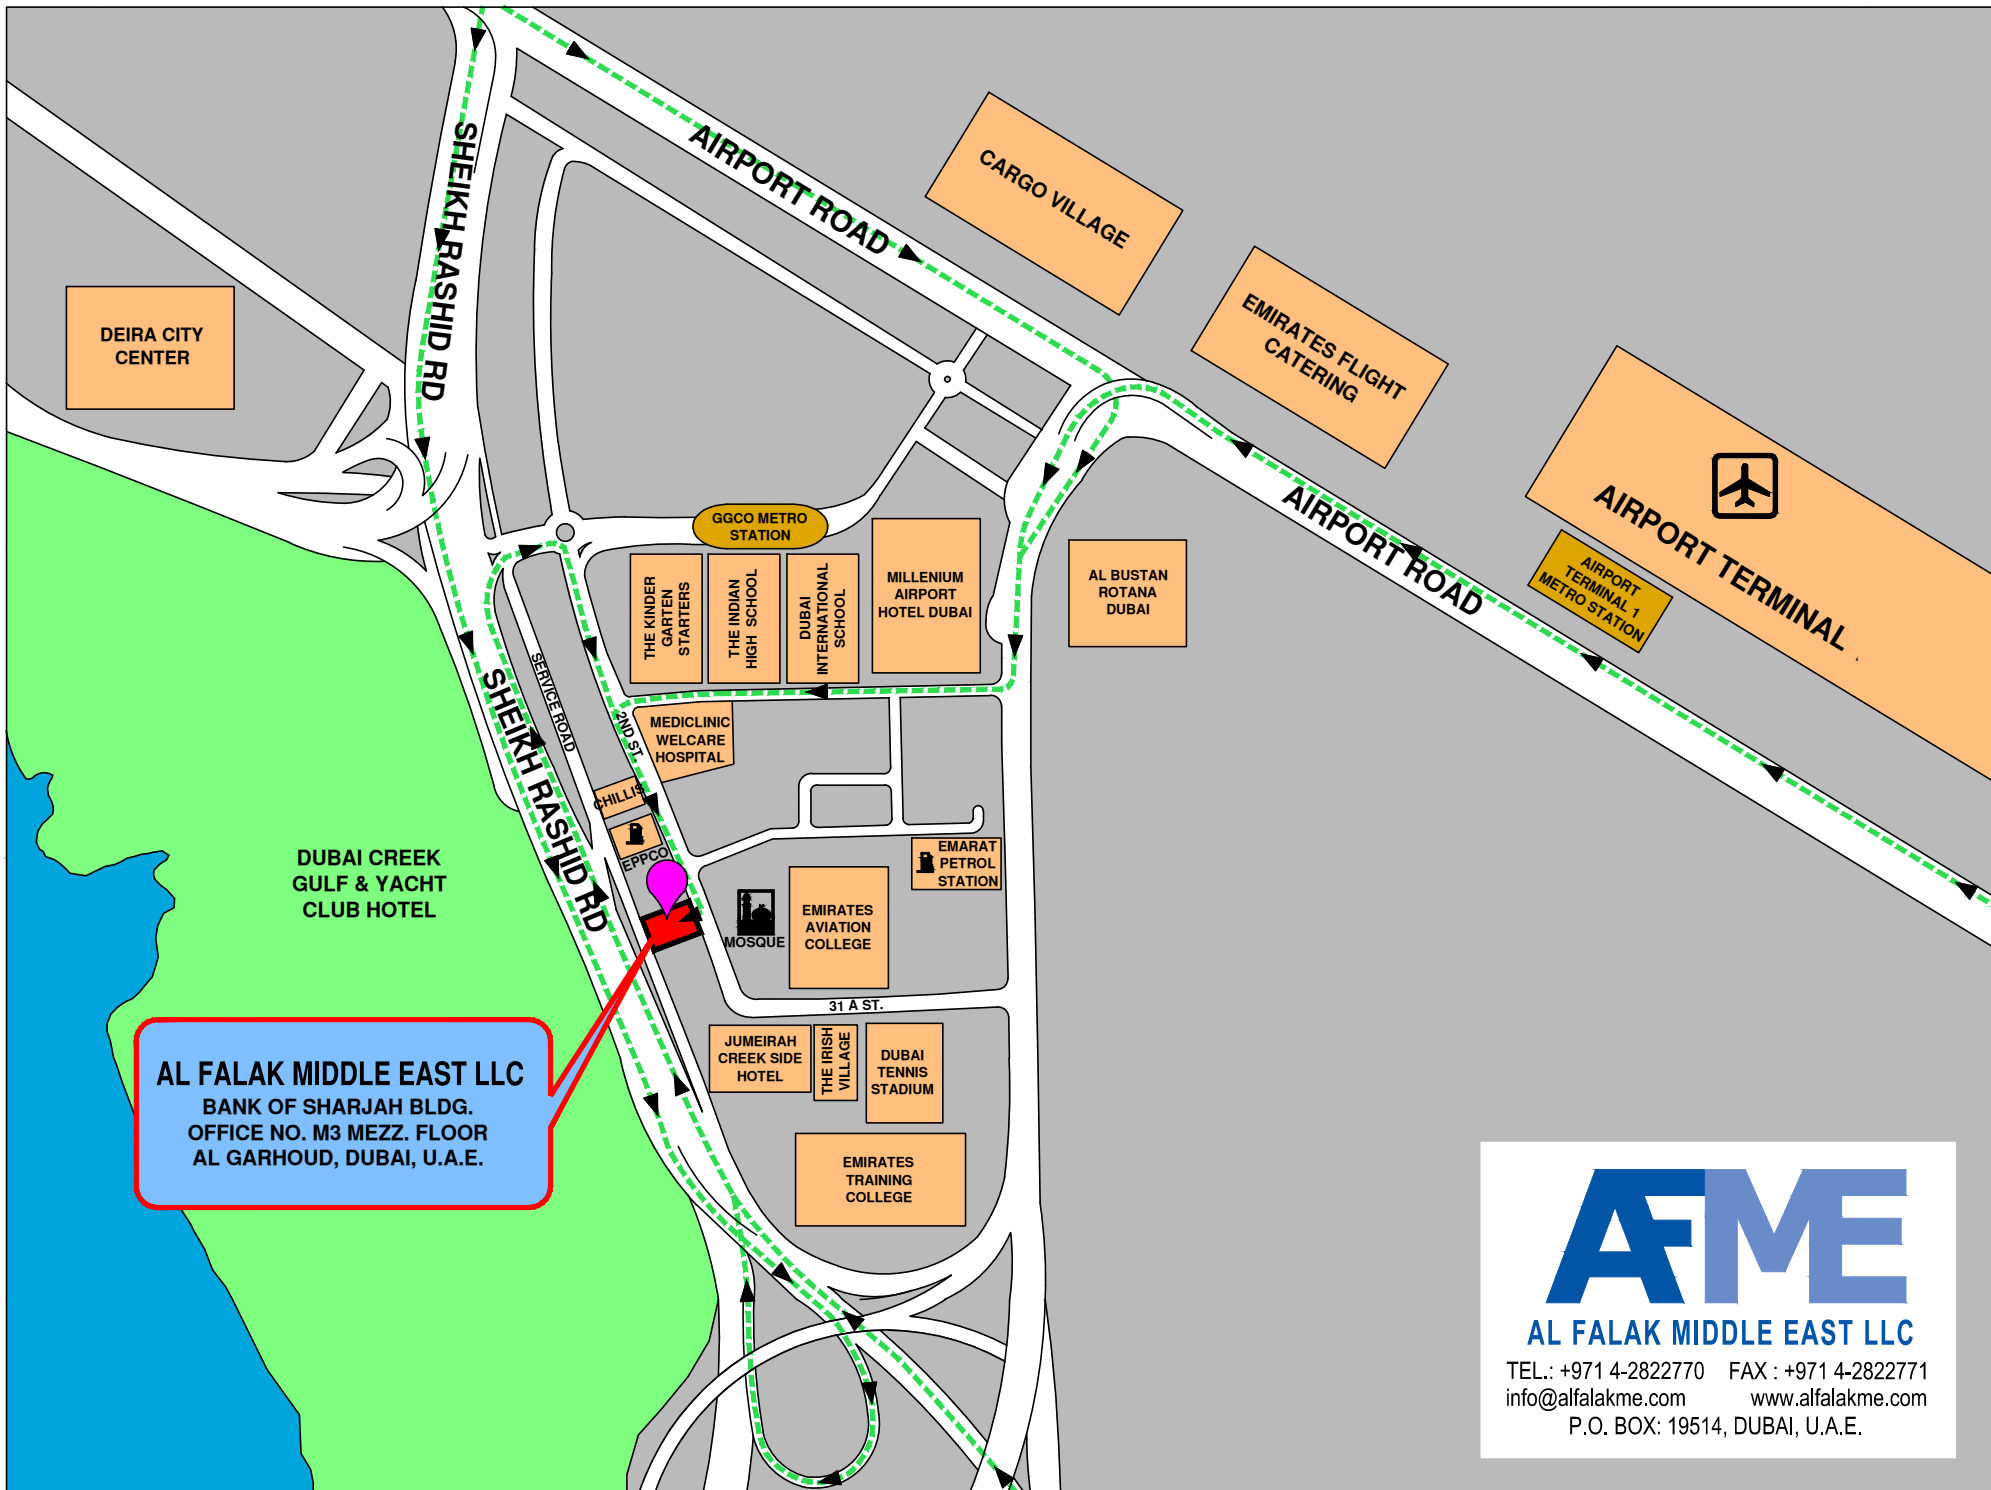 SHEIKH RASHID RD
AIRPORT ROAD
CARGO VILLAGE
EMIRATES FLIGHT
CATERING
DEIRA CITY
CENTER
AIRPORT TERMINAL
AIRPORT ROAD
AIRPORT
TERMINAL 1
METRO STATION
GGCO METRO
STATION
THE KINDER
GARTEN
STARTERS
THE INDIAN
HIGH SCHOOL
DUBAI
INTERNATIONAL
SCHOOL
MILLENIUM
AIRPORT
HOTEL DUBAI
AL BUSTAN
ROTANA
DUBAI
SERVICE ROAD
2ND ST.
MEDICLINIC
WELCARE
HOSPITAL
SHEIKH RASHID RD
CHILLIS
EPPCO
DUBAI CREEK
GULF & YACHT
CLUB HOTEL
MOSQUE
EMIRATES
AVIATION
COLLEGE
EMARAT
PETROL
STATION
31 A ST.
JUMEIRAH
CREEK SIDE
HOTEL
THE IRISH
VILLAGE
DUBAI
TENNIS
STADIUM
EMIRATES
TRAINING
COLLEGE
AL FALAK MIDDLE EAST LLC
BANK OF SHARJAH BLDG.
OFFICE NO. M3 MEZZ. FLOOR
AL GARHOUD, DUBAI, U.A.E.
AFME
AL FALAK MIDDLE EAST LLC
TEL.: +971 4-2822770 FAX : +971 4-2822771
info@alfalakme.com www.alfalakme.com
P.O. BOX: 19514, DUBAI, U.A.E.